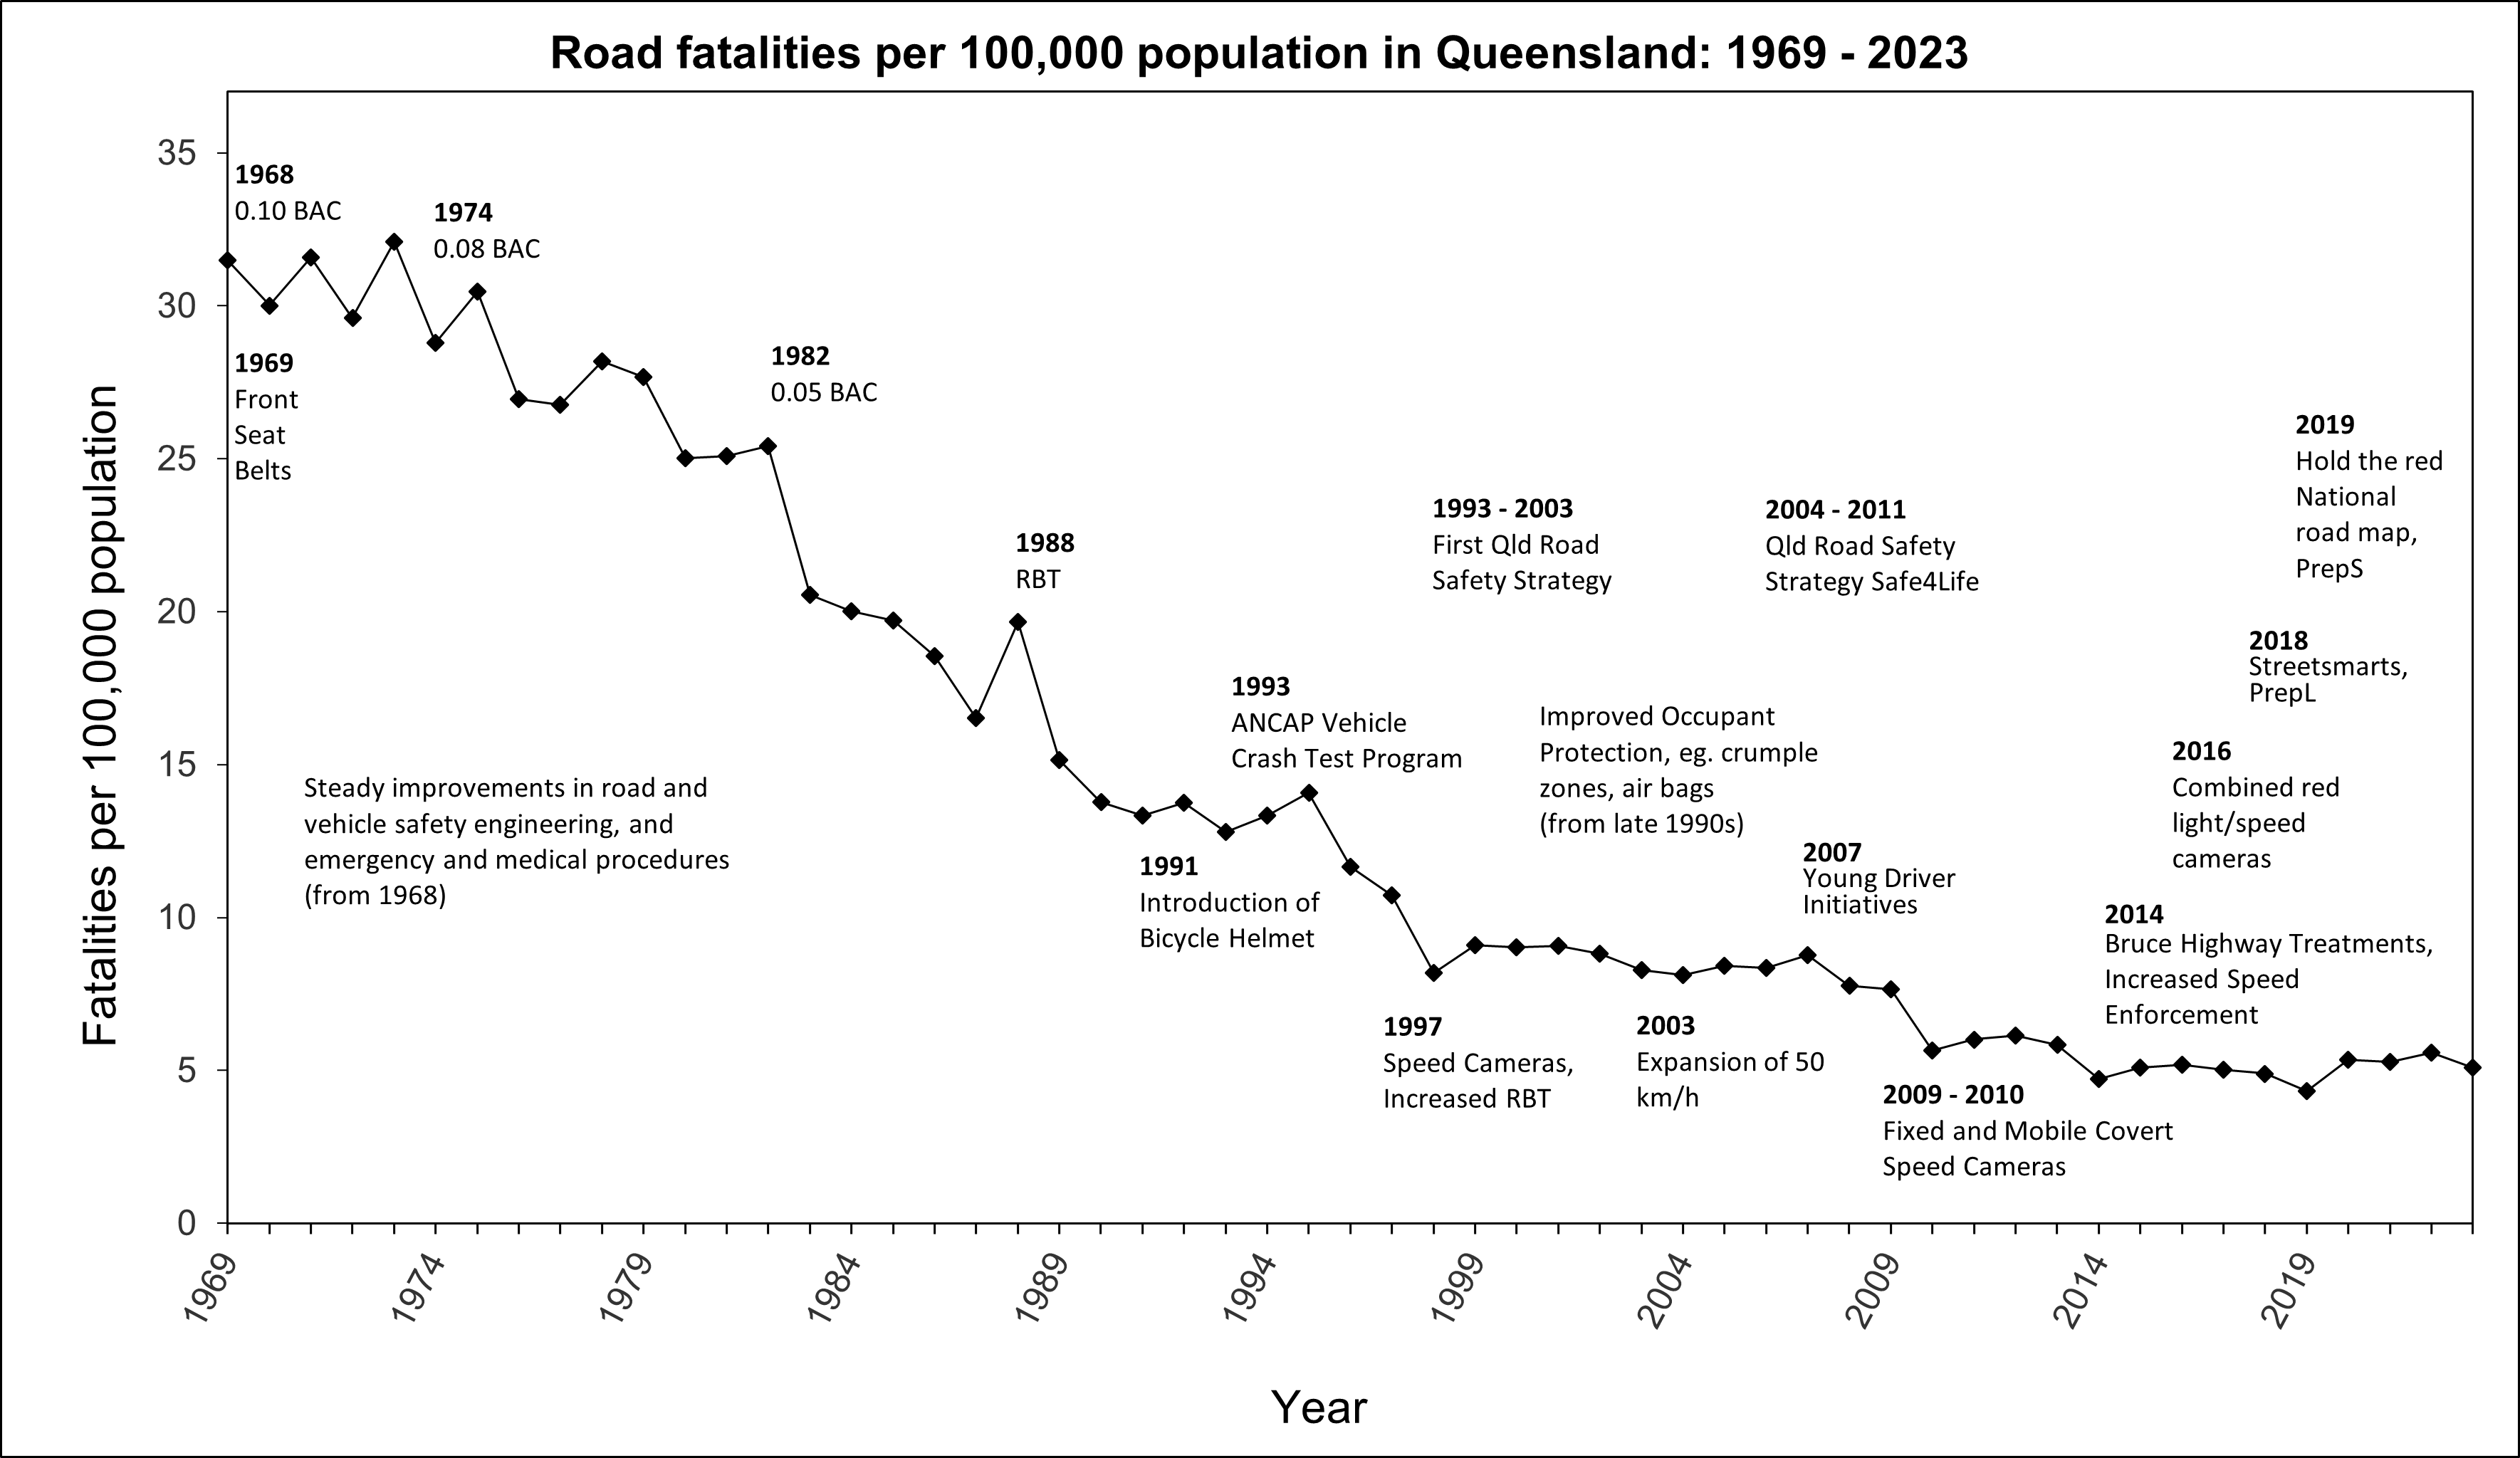 Road fatalities per 100,000 population in Queensland: 1969 - 2023
Fatalities per 100,000 population
35
30
25
20
15
10
5
0
1968
0.10 BAC
1969
Front
Seat
Belts
1974
0.08 BAC
1982
0.05 BAC
1988
RBT
Steady improvements in road and
vehicle safety engineering, and
emergency and medical procedures
(from 1968)
1993
ANCAP Vehicle
Crash Test Program
1991
Introduction of
Bicycle Helmet
1993 - 2003
First Qld Road
Safety Strategy
Improved Occupant
Protection, eg. crumple
zones, air bags
(from late 1990s)
1997
Speed Cameras,
Increased RBT
2003
Expansion of 50
km/h
2004 - 2011
Qld Road Safety
Strategy Safe4Life
2007
Young Driver
Initiatives
2009 - 2010
Fixed and Mobile Covert
Speed Cameras
2014
Bruce Highway Treatments,
Increased Speed
Enforcement
2016
Combined red
light/speed
cameras
2018
Streetsmarts,
PrepL
2019
Hold the red
National
road map,
PrepS
1969
1974
1979
1984
1989
1994
1999
2004
2009
2014
2019
Year